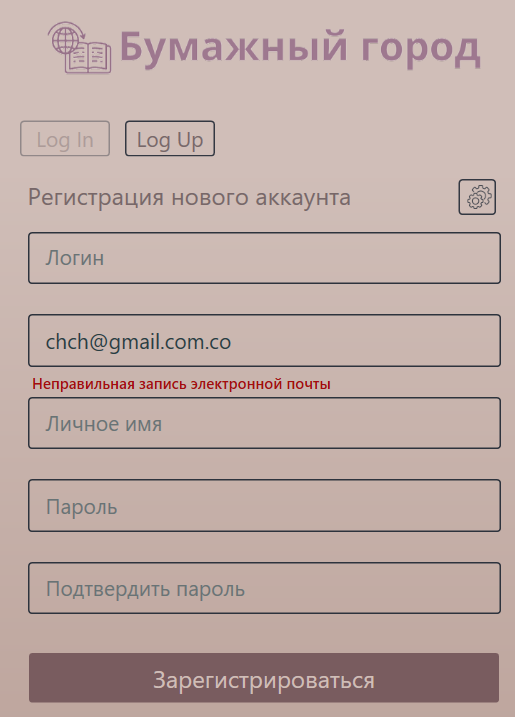 Бумажный город
Log In
Log Up
Регистрация нового аккаунта
Логин
chch@gmail.com.co
Неправильная запись электронной почты
Личное имя
Пароль
Подтвердить пароль
Зарегистрироваться